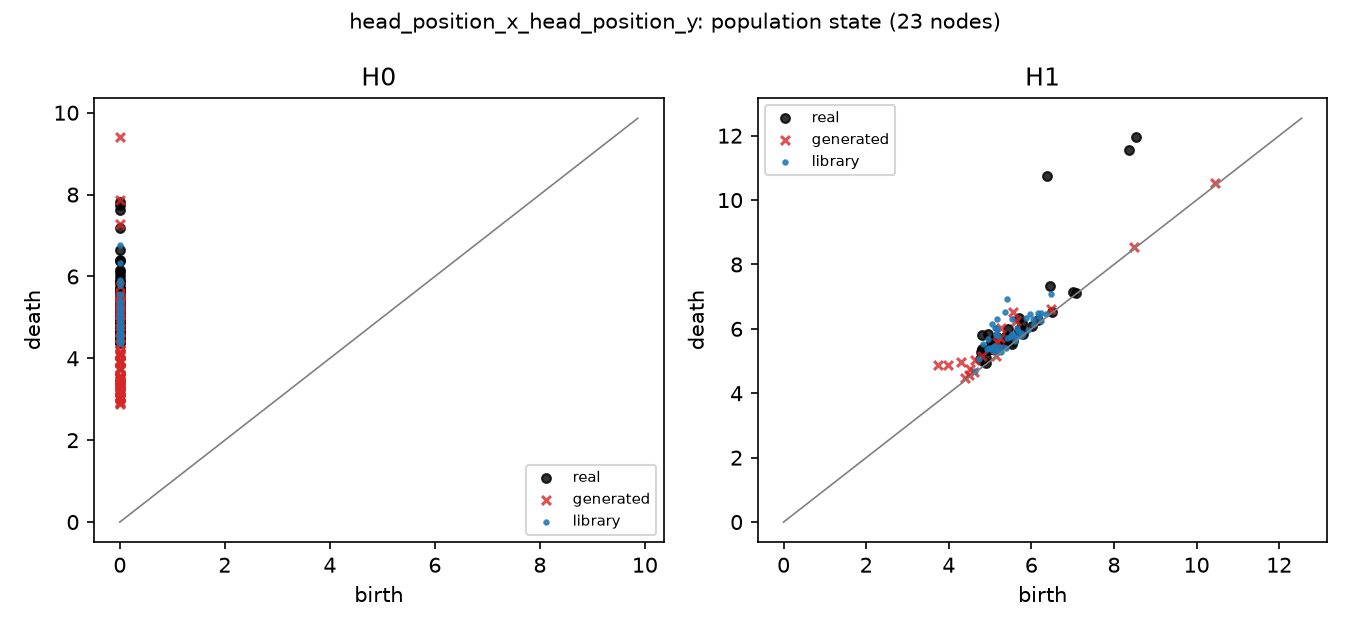 head_position_x_head_position_y: population state (23 nodes)
H0
H1
10
8
6
4
2
0
death
0
2
4
6
8
10
birth
real
generated
library
12
10
8
6
4
2
0
death
0
2
4
6
8
10
12
birth
real
generated
library